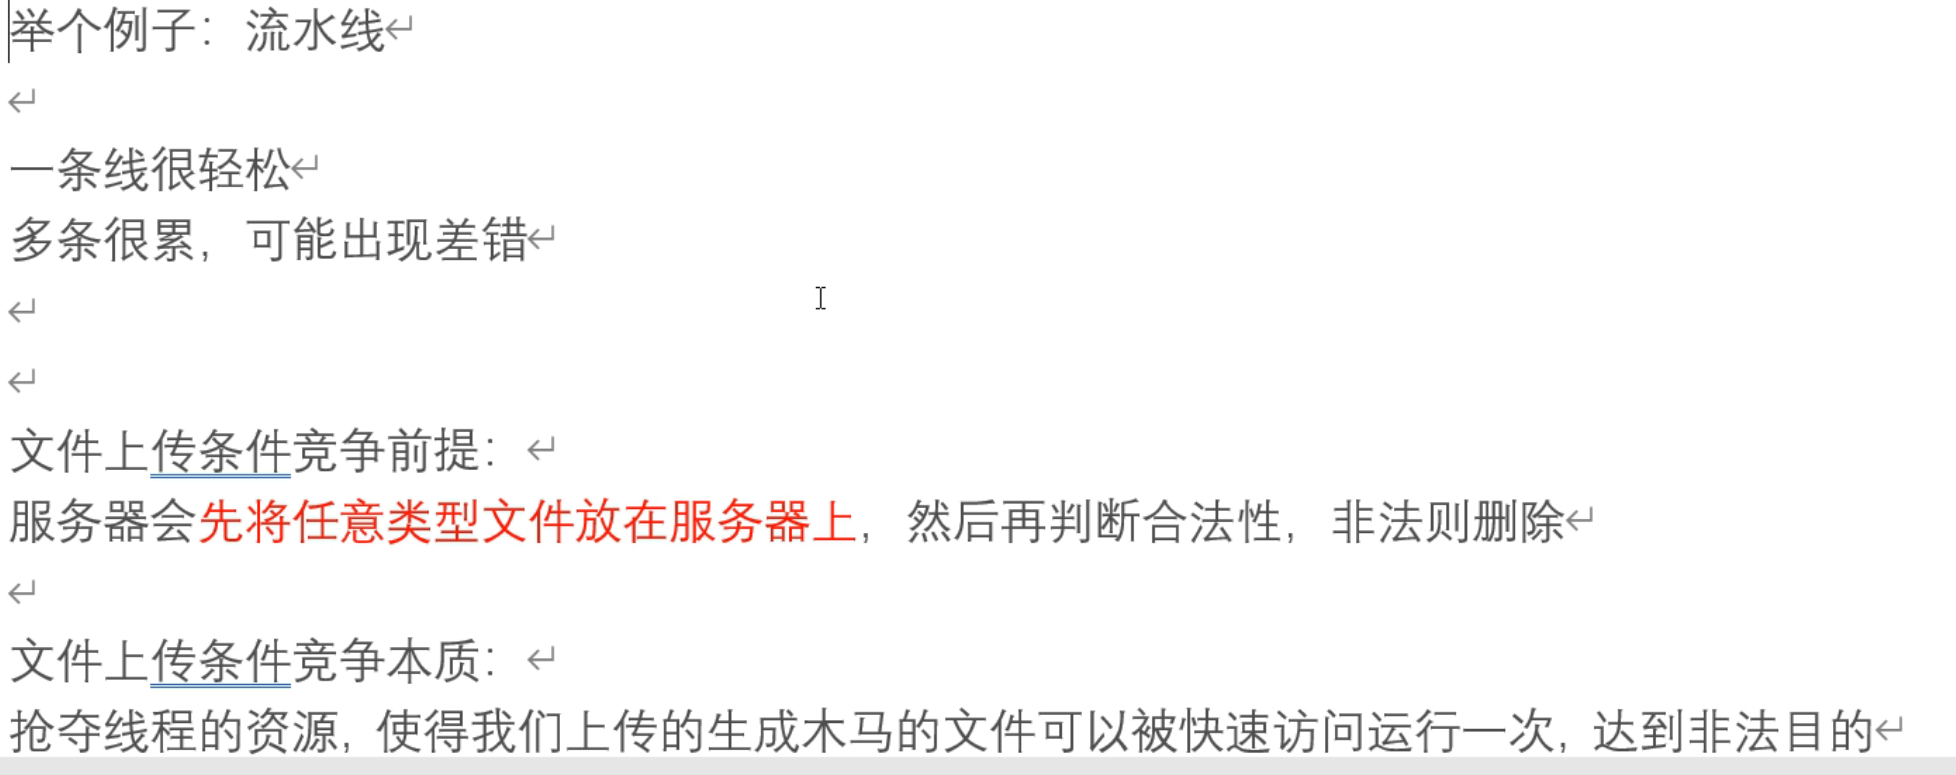 举个例子：流水线
一条线很轻松
多条很累，可能出现差错
文件上传条件竞争前提：
服务器会先将任意类型文件放在服务器上，然后再判断合法性，非法则删除
文件上传条件竞争本质：
抢夺线程的资源，使得我们上传的生成木马的文件可以被快速访问运行一次，达到非法目的